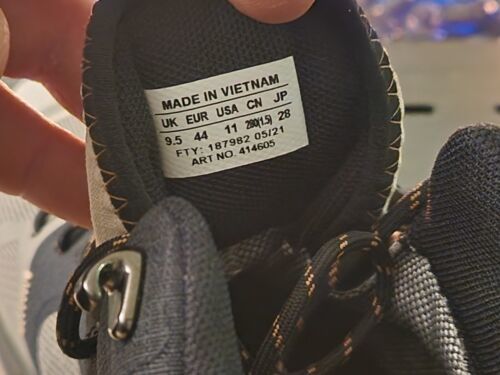 MADE IN VIETNAM
UK EUR USA CN JP
9.5 44 11 280(1.5) 28
FTY: 187982 05/21
ART NO. 414605